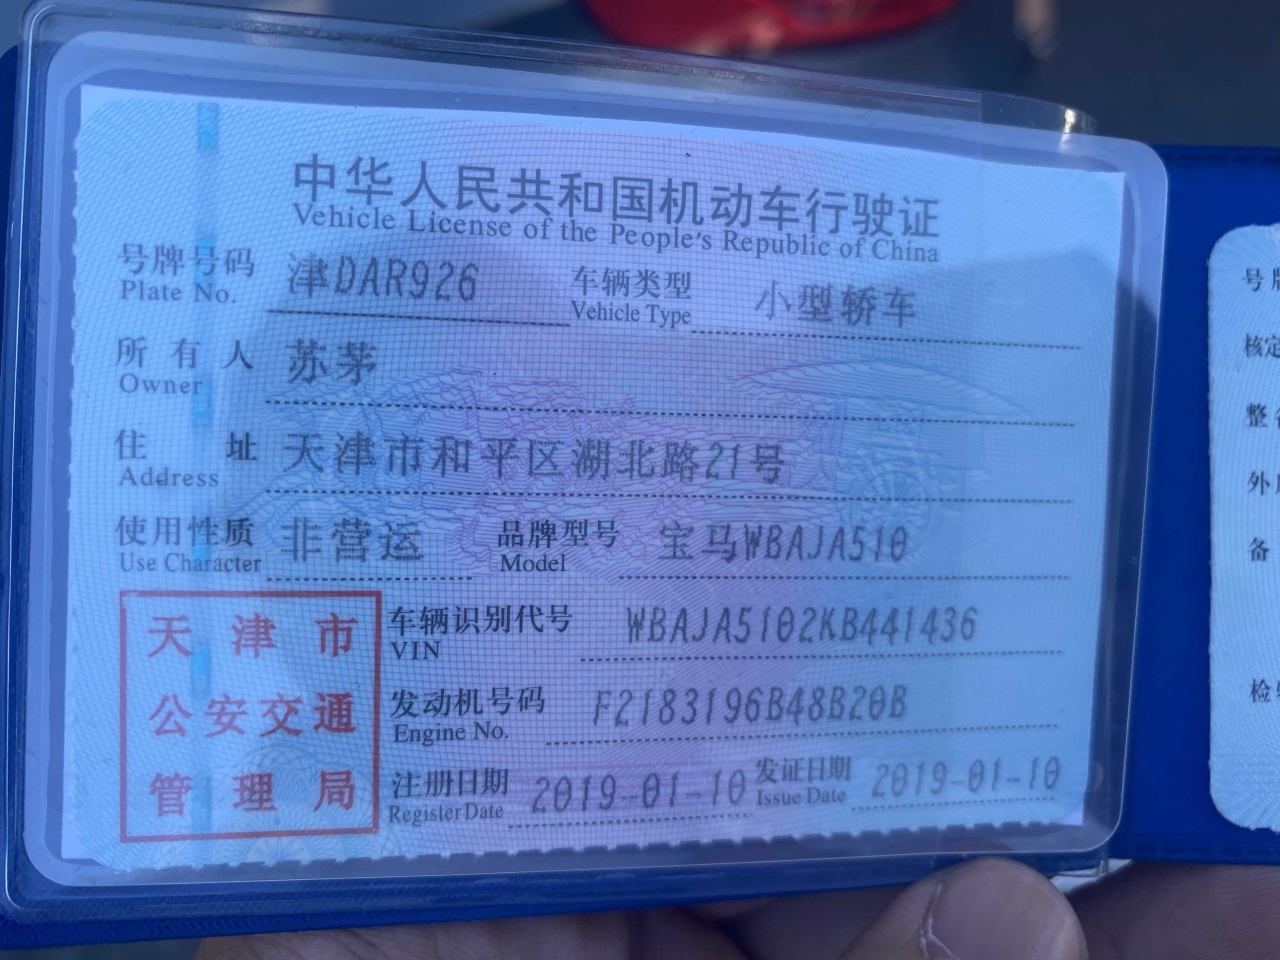 中华人民共和国机动车行驶证
Vehicle License of the People's Republic of China
号牌号码 津DAR926 车辆类型 小型轿车
Plate No. Vehicle Type
所有人 苏茅
Owner
住址 天津市和平区湖北路21号
Address
使用性质 非营运 品牌型号 宝马WBAJA510
Use Character Model
天津市
公安交通
管理局
车辆识别代号 WBAJA5102KB441436
VIN
发动机号码 F2183196B48B20B
Engine No.
注册日期 2019-01-10 发证日期 2019-01-10
Register Date Issue Date
号牌
核定
整
外
备
检